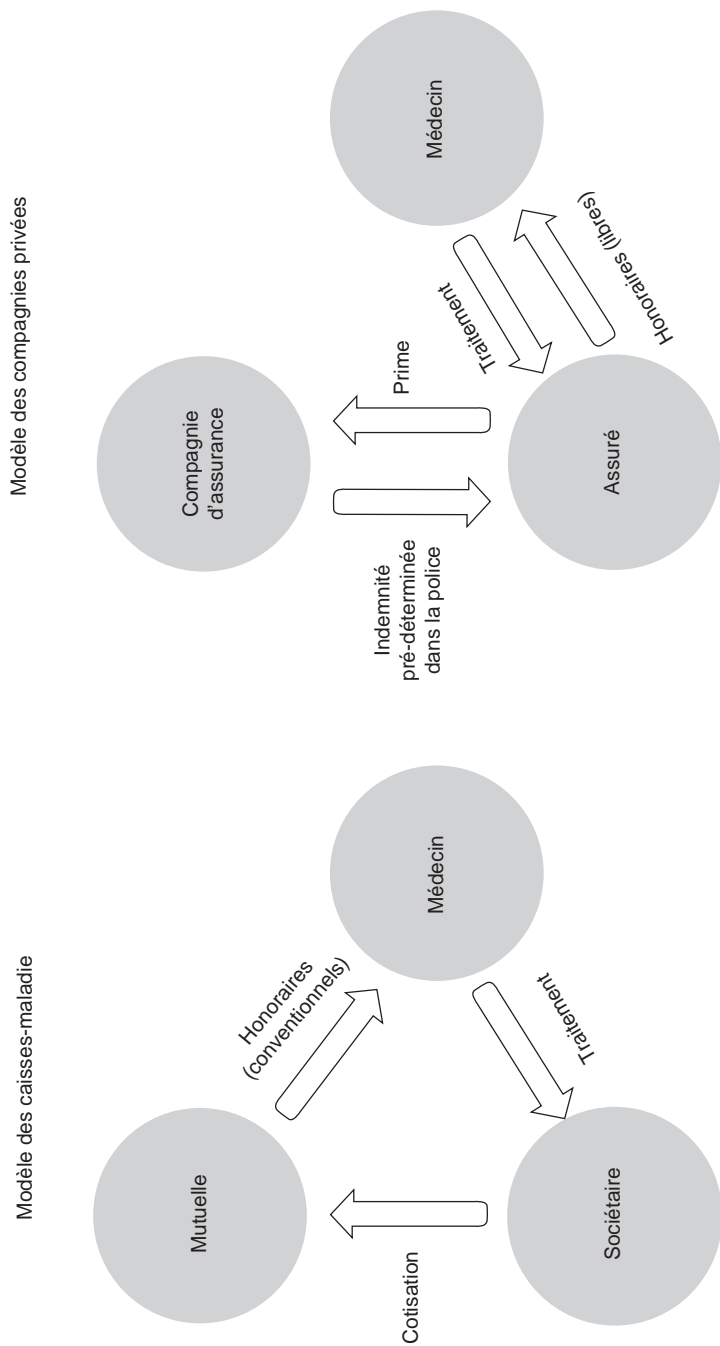 Modèle des caisses-maladie
Mutuelle
Honoraires
(conventionnels)
Médecin
Cotisation
Traitement
Sociétaire
Modèle des compagnies privées
Compagnie
d'assurance
Indemnité
pré-déterminée
dans la police
Prime
Traitement
Médecin
Honoraires (libres)
Assuré